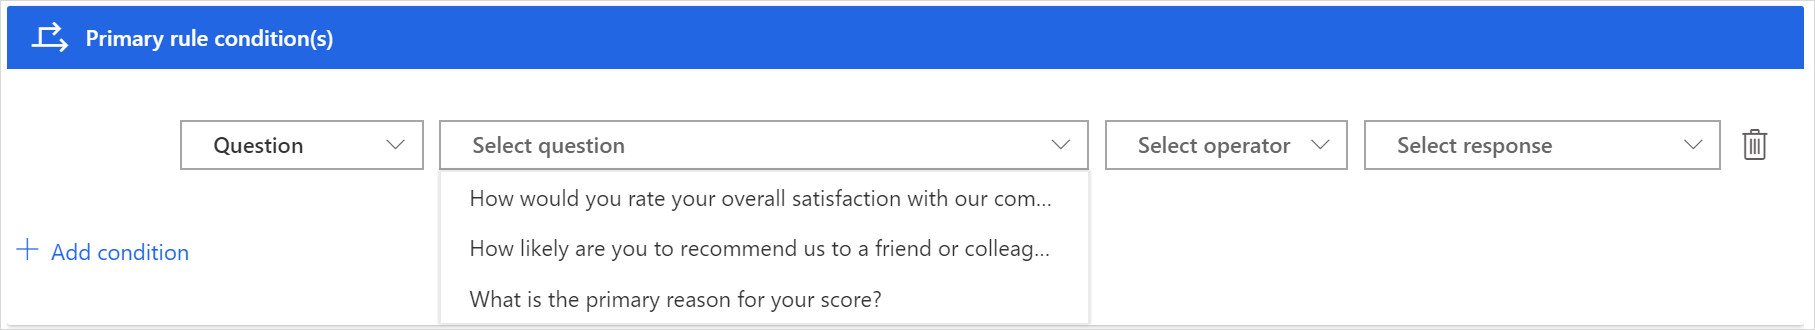 Primary rule condition(s)
Question
Select question
Select operator
Select response
How would you rate your overall satisfaction with our com...
How likely are you to recommend us to a friend or colleag...
What is the primary reason for your score?
Add condition